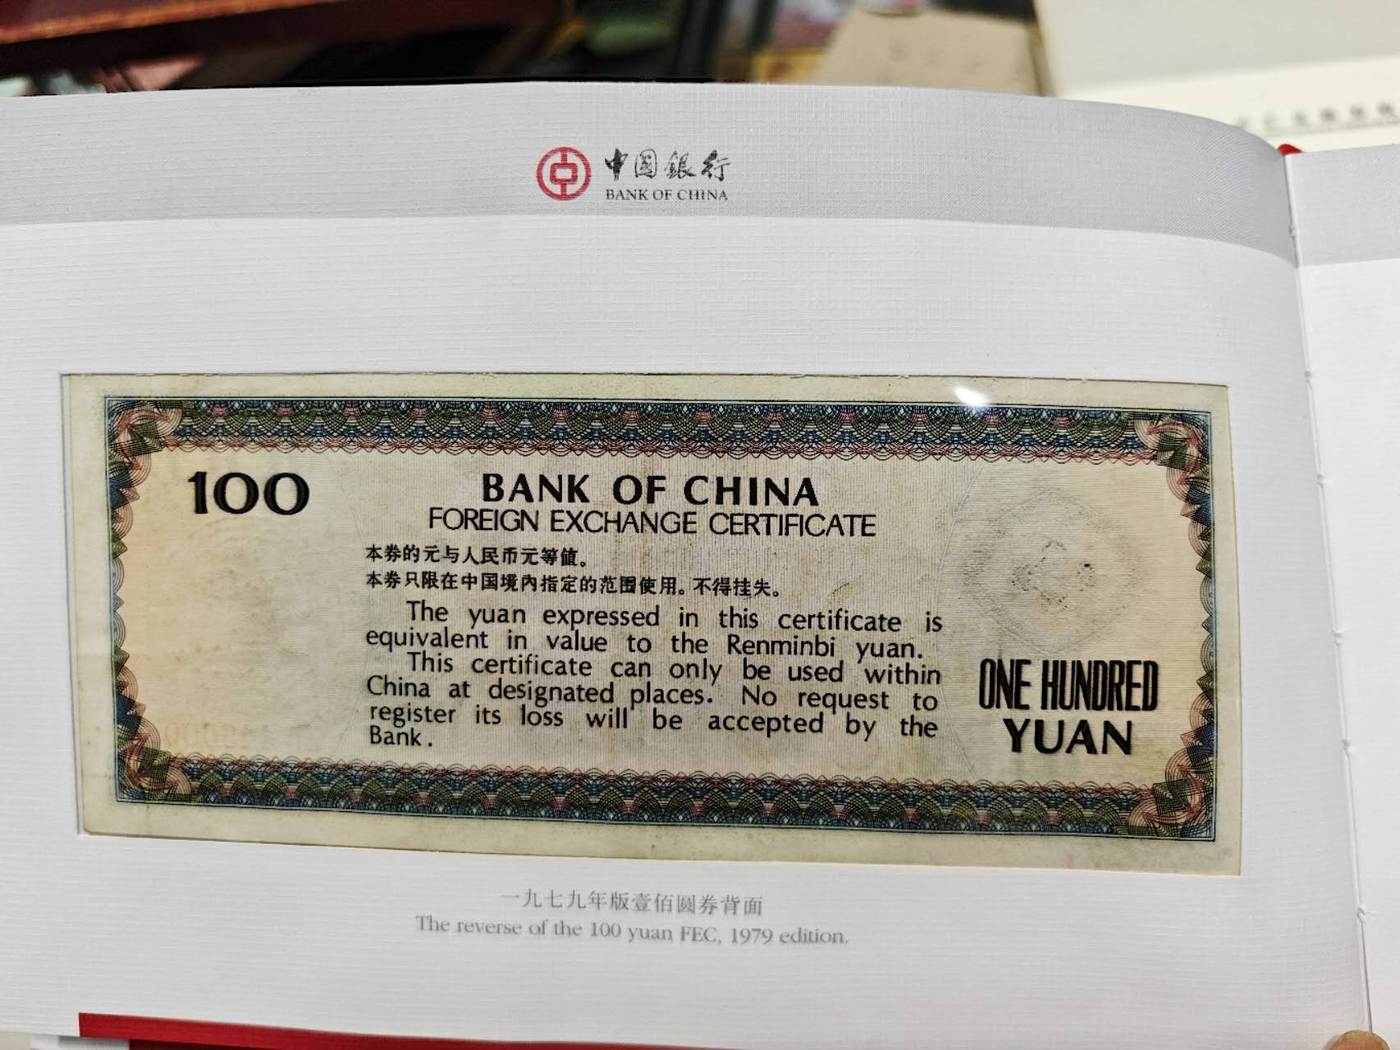 中國銀行
BANK OF CHINA
100
BANK OF CHINA
FOREIGN EXCHANGE CERTIFICATE
本券的元与人民币元等值。
本券只限在中国境内指定的范围使用。不得挂失。
The yuan expressed in this certificate is
equivalent in value to the Renminbi yuan.
This certificate can only be used within
China at designated places. No request to
register its loss will be accepted by the
Bank.
ONE HUNDRED
YUAN
一九七九年版壹佰圓券背面
The reverse of the 100 yuan FEC, 1979 edition.